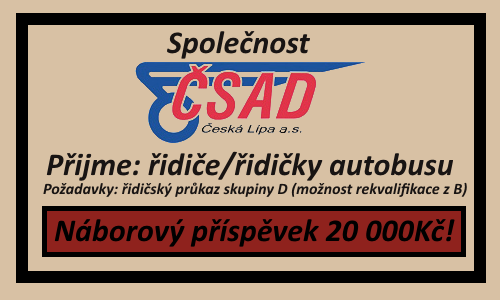 Společnost
ČSAD
Česká Lípa a.s.
Přijme: řidiče/řidičky autobusu
Požadavky: řidičský průkaz skupiny D (možnost rekvalifikace z B)
Náborový příspěvek 20 000Kč!